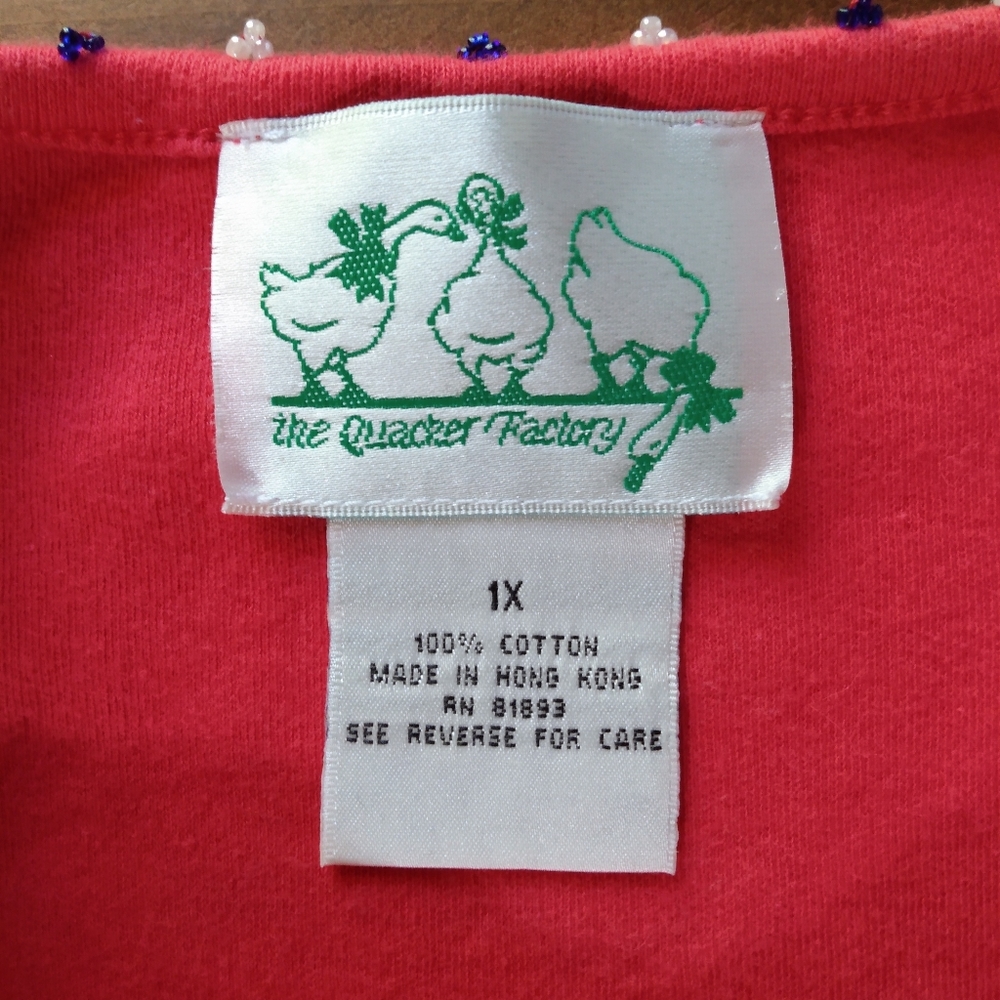 the Quacker Factory
1X
100% COTTON
MADE IN HONG KONG
RN 81893
SEE REVERSE FOR CARE